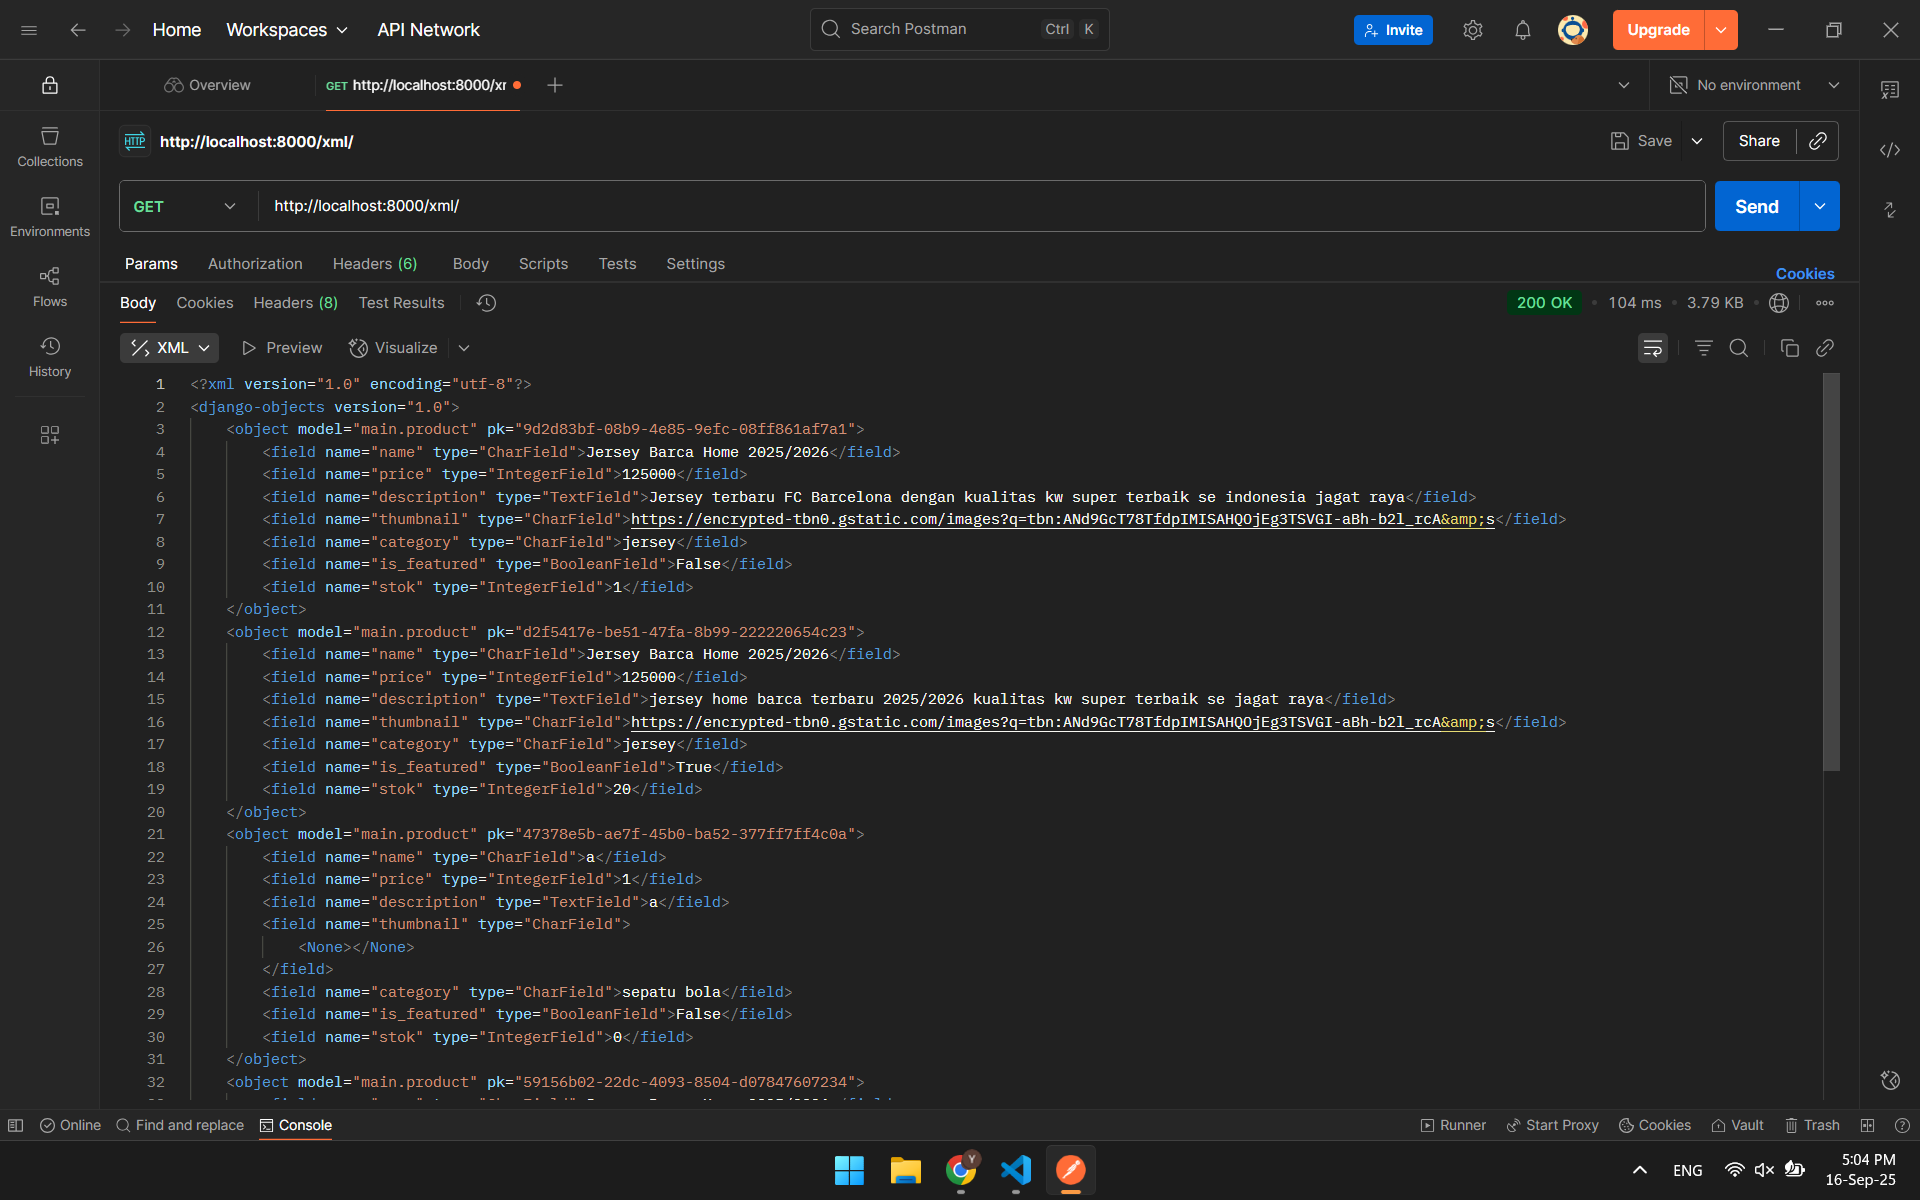 Home Workspaces API Network Search Postman Ctrl K Invite Upgrade
Overview GET http://localhost:8000/xr No environment
HTTP http://localhost:8000/xml/ Save Share
Collections
Environments
Flows
History
GET http://localhost:8000/xml/ Send
Params Authorization Headers (6) Body Scripts Tests Settings Cookies
Body Cookies Headers (8) Test Results 200 OK 104 ms 3.79 KB
XML Preview Visualize
1 <?xml version="1.0" encoding="utf-8"?>
2 <django-objects version="1.0">
3 <object model="main.product" pk="9d2d83bf-08b9-4e85-9efc-08ff861af7a1">
4 <field name="name" type="CharField">Jersey Barca Home 2025/2026</field>
5 <field name="price" type="IntegerField">125000</field>
6 <field name="description" type="TextField">Jersey terbaru FC Barcelona dengan kualitas kw super terbaik se indonesia jagat raya</field>
7 <field name="thumbnail" type="CharField">https://encrypted-tbn0.gstatic.com/images?q=tbn:ANd9GcT78TfdpIMISAHQOjEg3TSVGI-aBh-b2l_rcA&amp;s</field>
8 <field name="category" type="CharField">jersey</field>
9 <field name="is_featured" type="BooleanField">False</field>
10 <field name="stok" type="IntegerField">1</field>
11 </object>
12 <object model="main.product" pk="d2f5417e-be51-47fa-8b99-222220654c23">
13 <field name="name" type="CharField">Jersey Barca Home 2025/2026</field>
14 <field name="price" type="IntegerField">125000</field>
15 <field name="description" type="TextField">jersey home barca terbaru 2025/2026 kualitas kw super terbaik se jagat raya</field>
16 <field name="thumbnail" type="CharField">https://encrypted-tbn0.gstatic.com/images?q=tbn:ANd9GcT78TfdpIMISAHQOjEg3TSVGI-aBh-b2l_rcA&amp;s</field>
17 <field name="category" type="CharField">jersey</field>
18 <field name="is_featured" type="BooleanField">True</field>
19 <field name="stok" type="IntegerField">20</field>
20 </object>
21 <object model="main.product" pk="47378e5b-ae7f-45b0-ba52-377ff7ff4c0a">
22 <field name="name" type="CharField">a</field>
23 <field name="price" type="IntegerField">1</field>
24 <field name="description" type="TextField">a</field>
25 <field name="thumbnail" type="CharField">
26 <None></None>
27 </field>
28 <field name="category" type="CharField">sepatu bola</field>
29 <field name="is_featured" type="BooleanField">False</field>
30 <field name="stok" type="IntegerField">0</field>
31 </object>
32 <object model="main.product" pk="59156b02-22dc-4093-8504-d07847607234">
Online Find and replace Console Runner Start Proxy Cookies Vault Trash
Y
ENG 5:04 PM
16-Sep-25